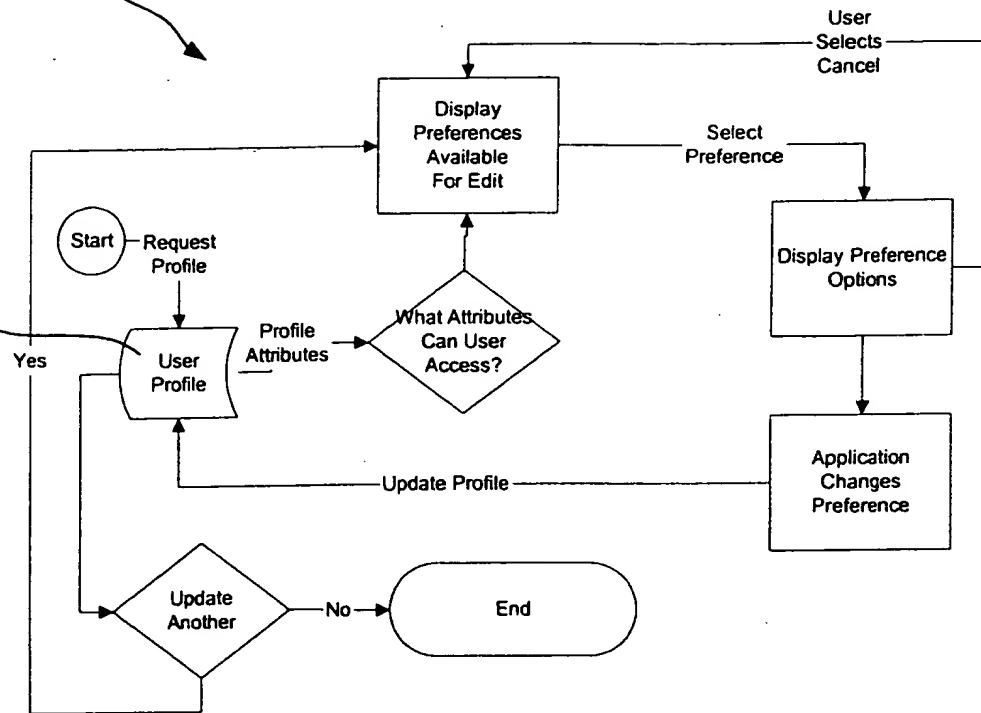 User
Selects
Cancel
Display
Preferences
Available
For Edit
Select
Preference
Start
Request
Profile
Display Preference
Options
What Attributes
Can User
Access?
Profile
Attributes
Yes
User
Profile
Application
Changes
Preference
Update Profile
Update
Another
No
End